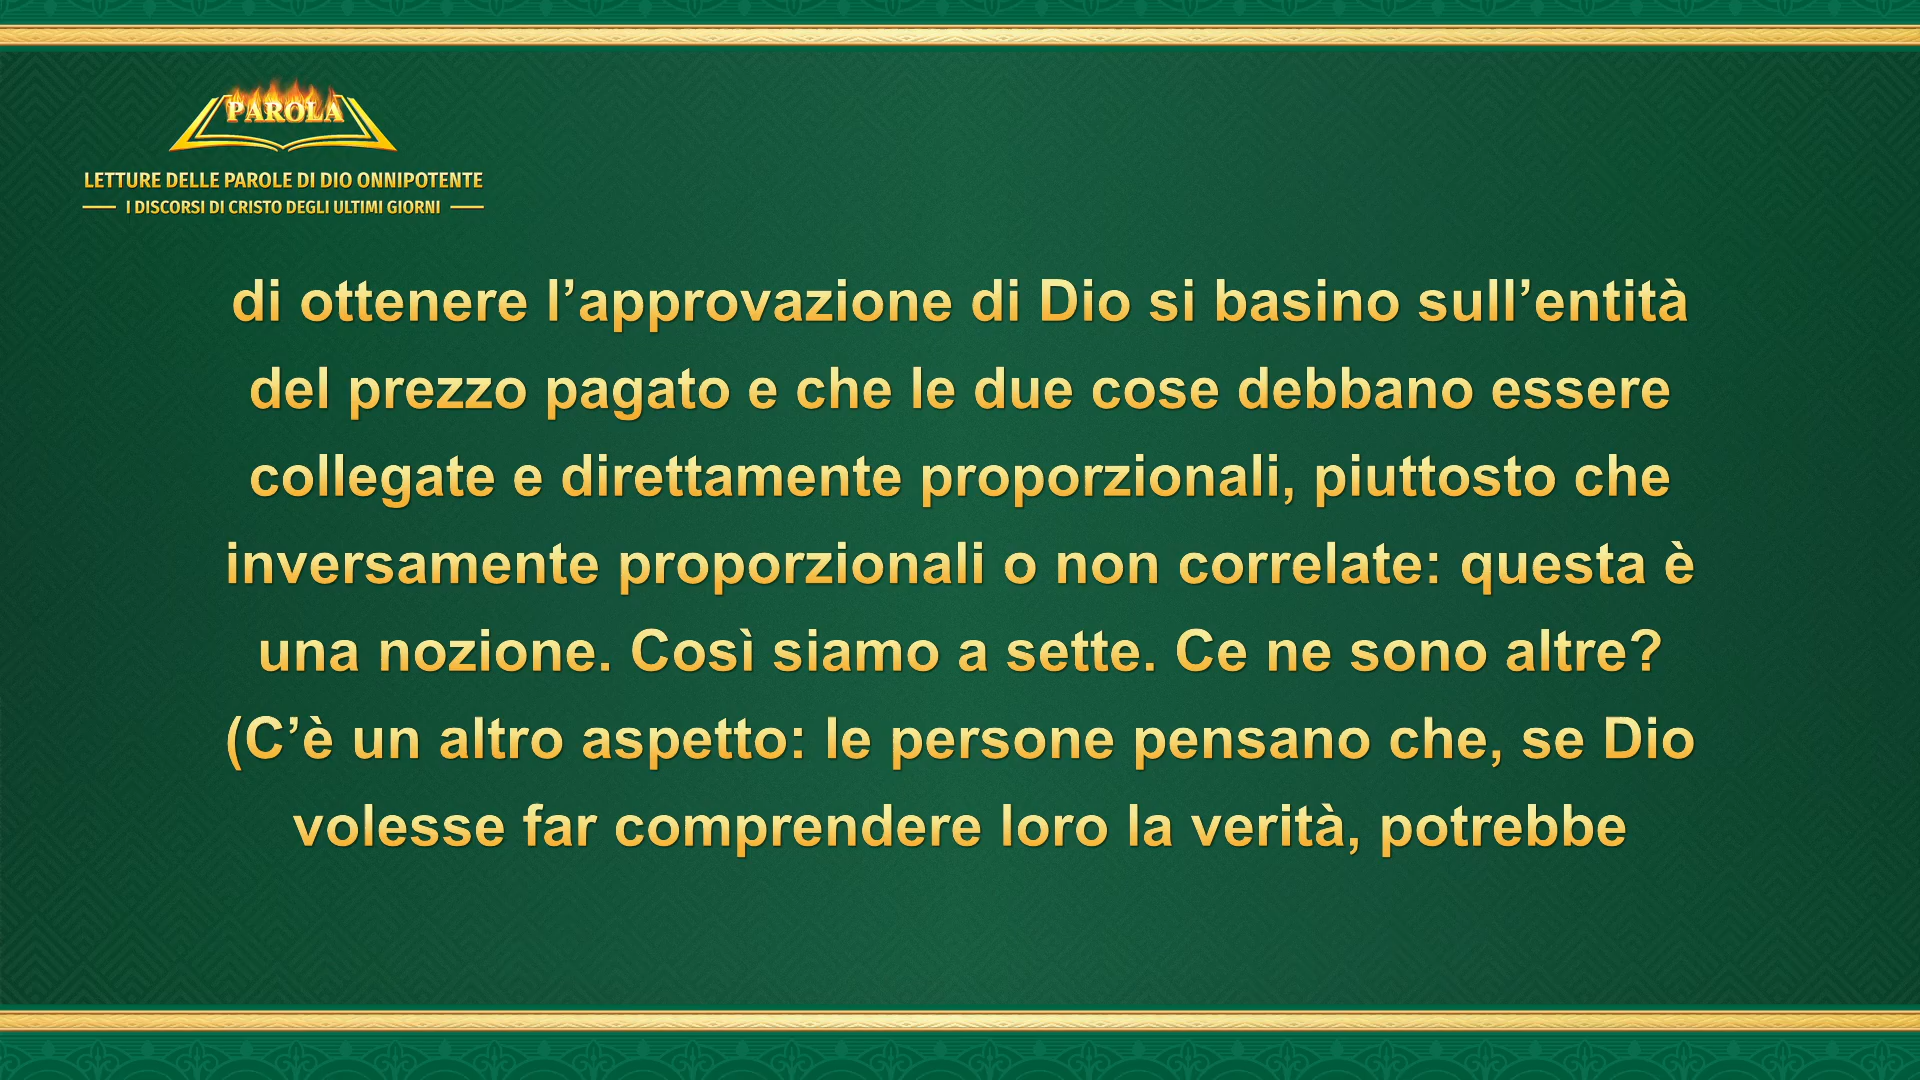 PAROLA
LETTURE DELLE PAROLE DI DIO ONNIPOTENTE
I DISCORSI DI CRISTO DEGLI ULTIMI GIORNI
di ottenere l’approvazione di Dio si basino sull’entità
del prezzo pagato e che le due cose debbano essere
collegate e direttamente proporzionali, piuttosto che
inversamente proporzionali o non correlate: questa è
una nozione. Così siamo a sette. Ce ne sono altre?
(C’è un altro aspetto: le persone pensano che, se Dio
volesse far comprendere loro la verità, potrebbe